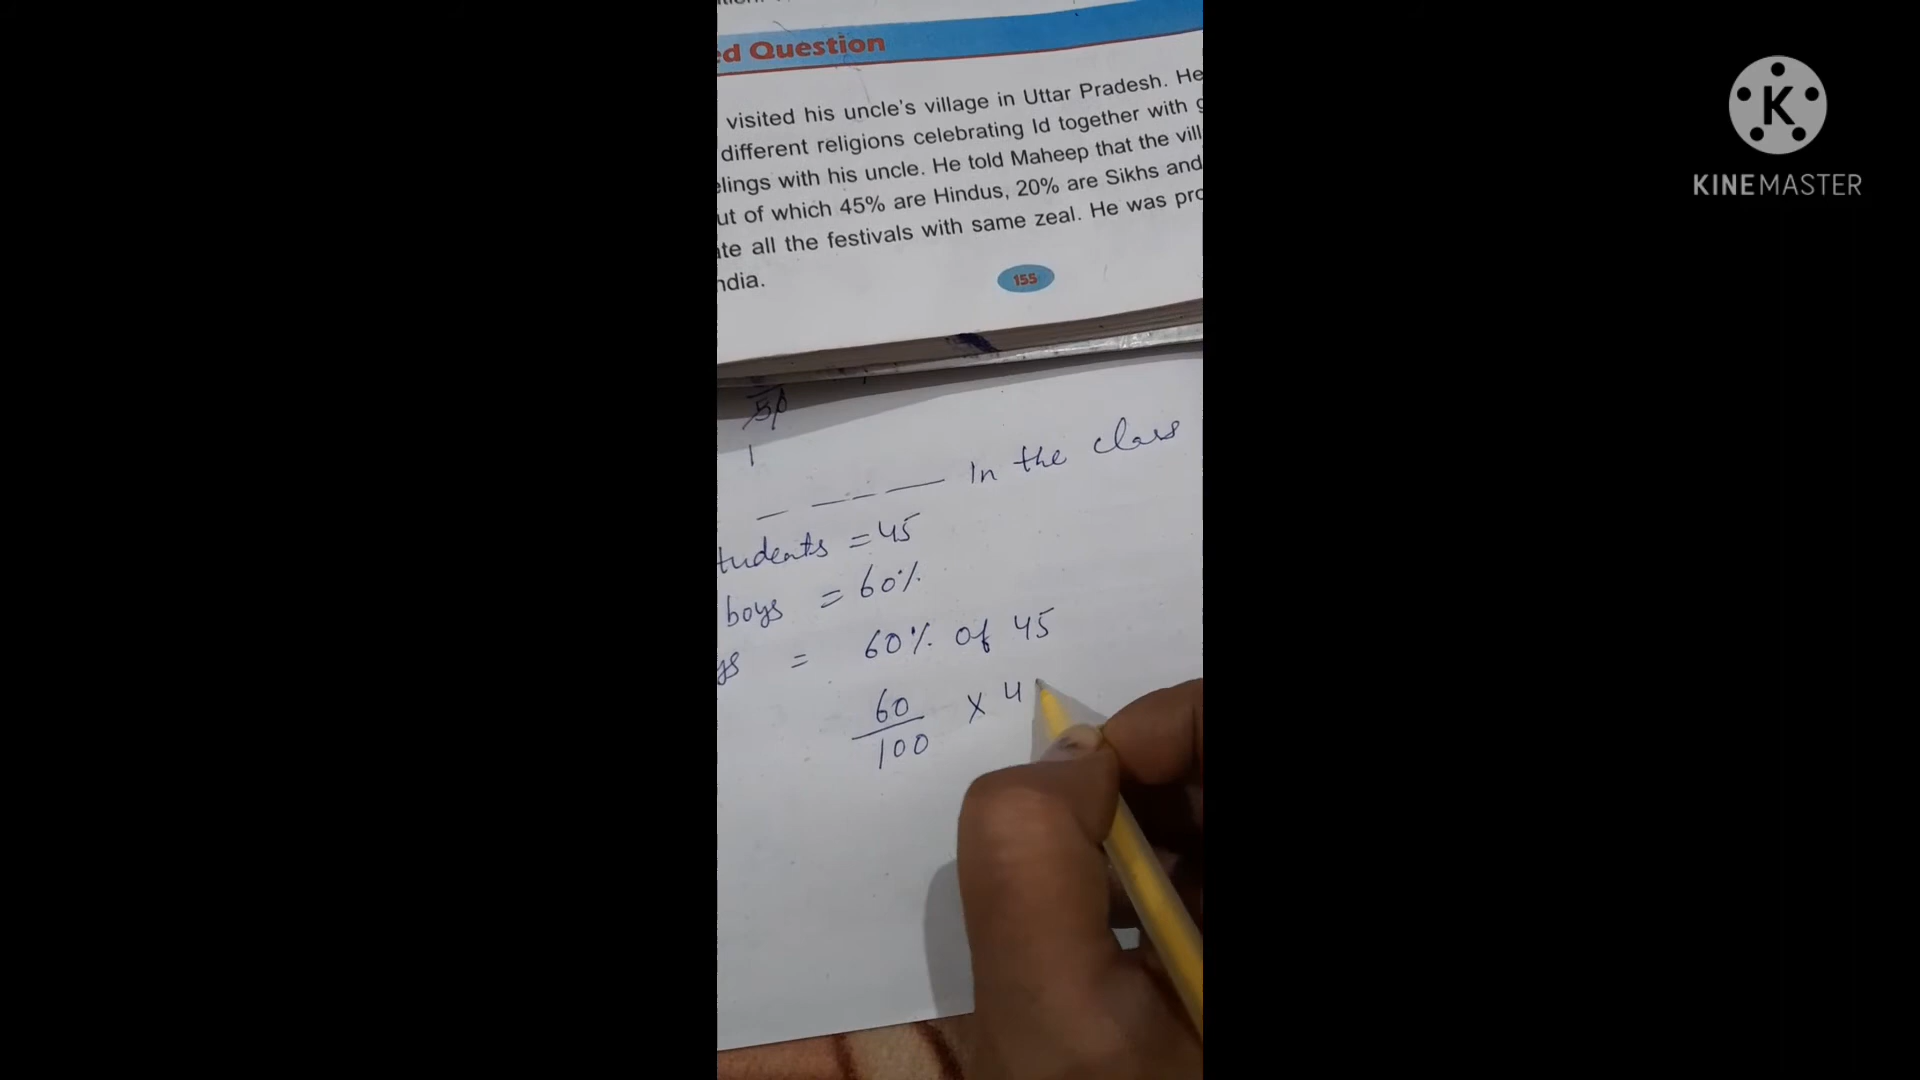 ed Question
visited his uncle's village in Uttar Pradesh. He
different religions celebrating Id together with g
elings with his uncle. He told Maheep that the vill
ut of which 45% are Hindus, 20% are Sikhs and
ate all the festivals with same zeal. He was pro
ndia.
155
50
1
In the class
tudents = 45
boys = 60%
ys = 60% of 45
60
100 × 4
KINEMASTER